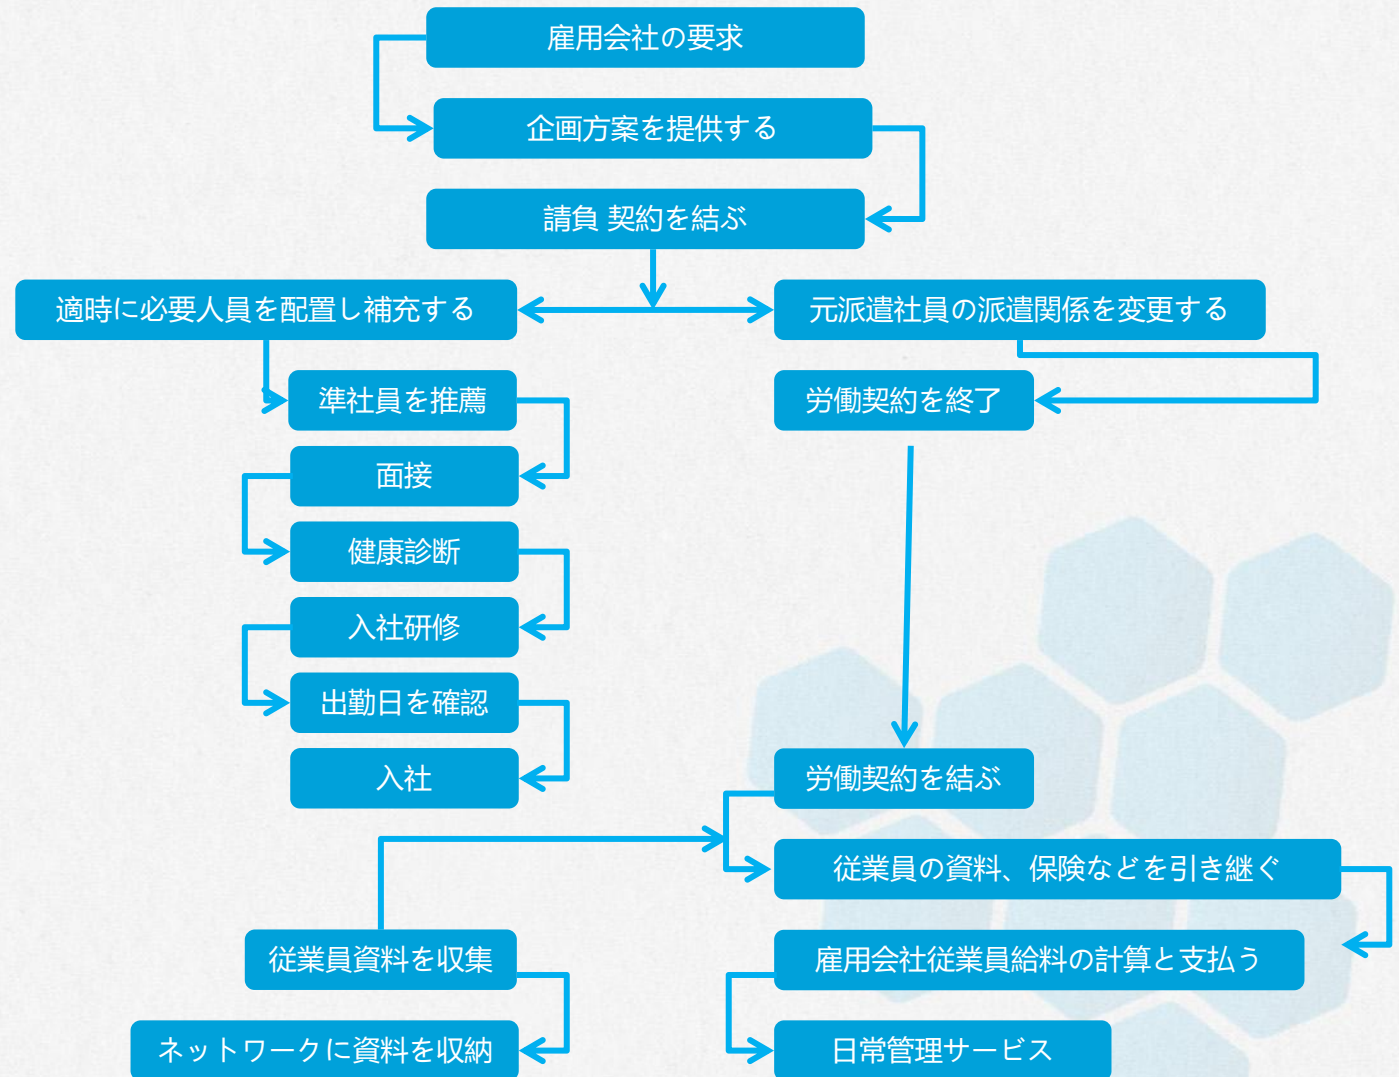 雇用会社の要求
企画方案を提供する
請負 契約を結ぶ
適時に必要人員を配置し補充する
元派遣社員の派遣関係を変更する
準社員を推薦
労働契約を終了
面接
健康診断
入社研修
出勤日を確認
入社
労働契約を結ぶ
従業員の資料、保険などを引き継ぐ
従業員資料を収集
雇用会社従業員給料の計算と支払う
ネットワークに資料を収納
日常管理サービス